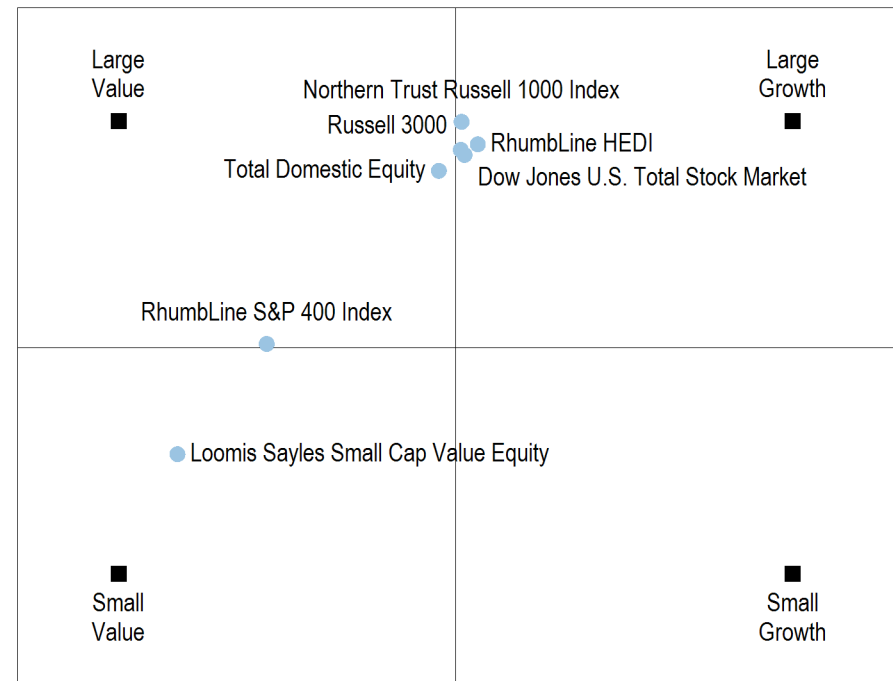 Large
Value
Large
Growth
Northern Trust Russell 1000 Index
Russell 3000
RhumbLine HEDI
Total Domestic Equity
Dow Jones U.S. Total Stock Market
RhumbLine S&P 400 Index
Loomis Sayles Small Cap Value Equity
Small
Value
Small
Growth